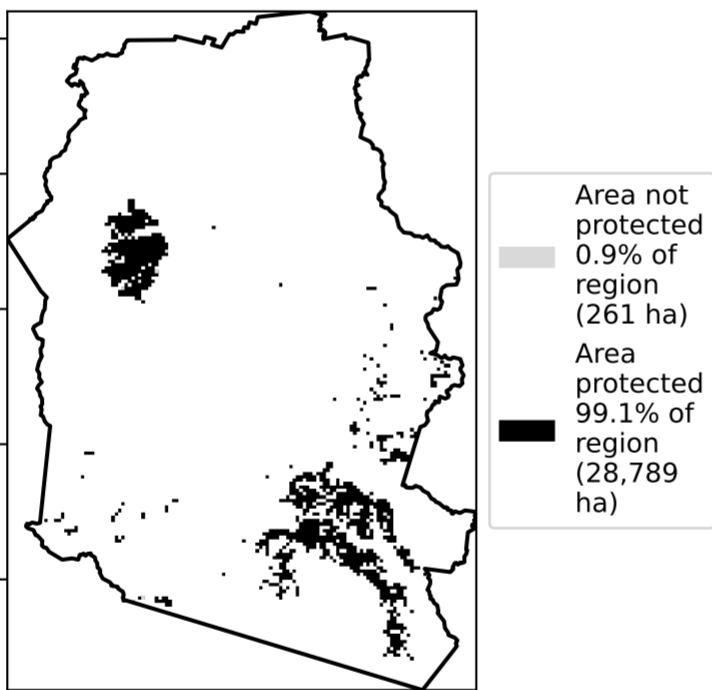 Area not
protected
0.9% of
region
(261 ha)
Area
protected
99.1% of
region
(28,789
ha)